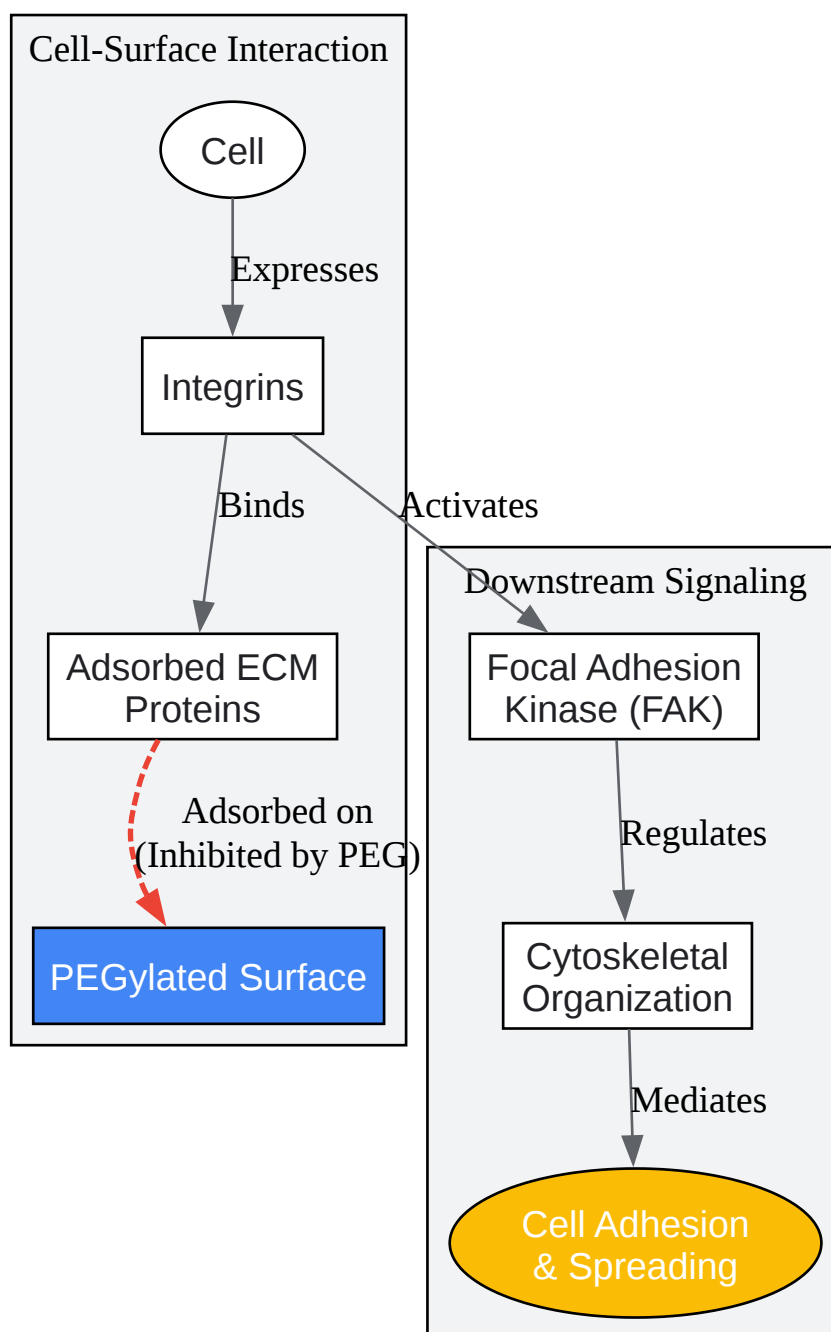 Cell-Surface Interaction
Cell
Expresses
Integrins
Binds
Activates
Downstream Signaling
Adsorbed ECM
Proteins
Focal Adhesion
Kinase (FAK)
Adsorbed on
(Inhibited by PEG)
Regulates
PEGylated Surface
Cytoskeletal
Organization
Mediates
Cell Adhesion
& Spreading